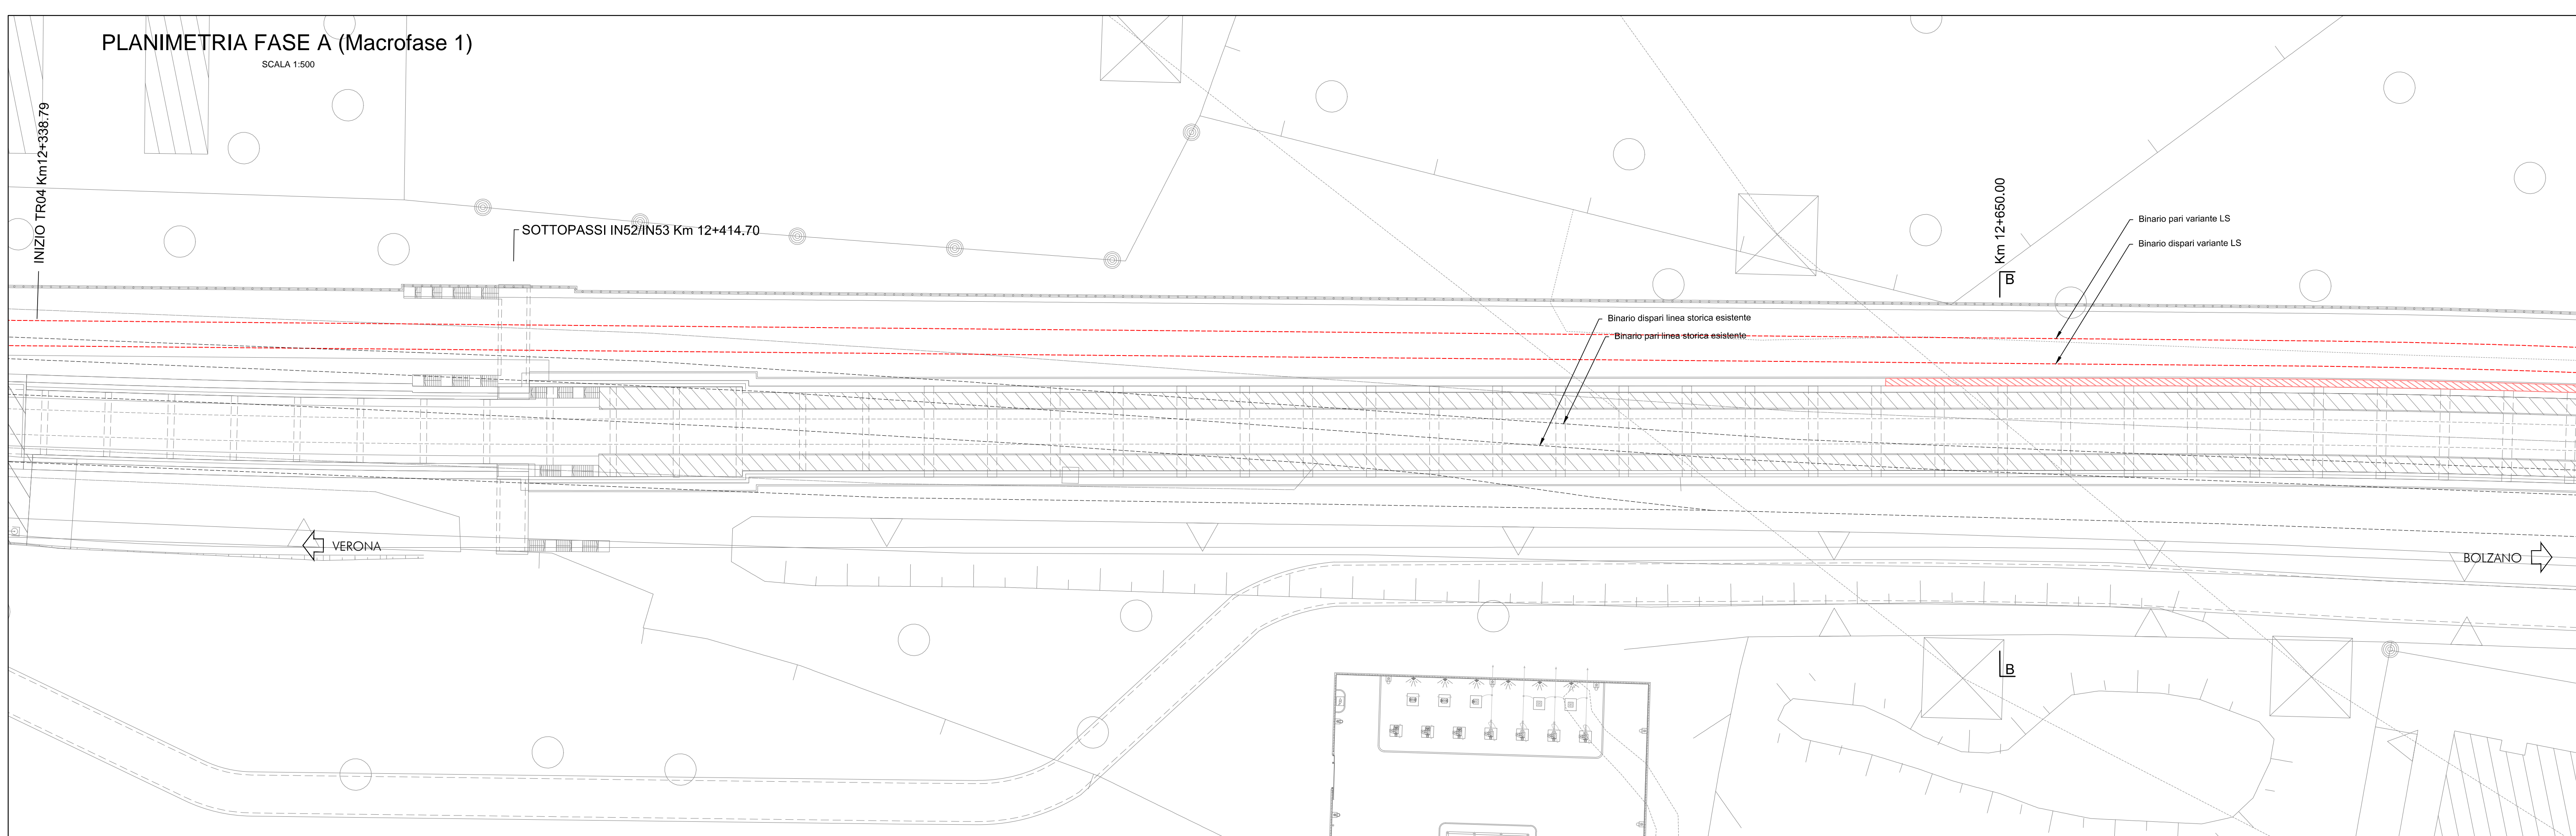 PLANIMETRIA FASE A (Macrofase 1)
SCALA 1:500
INIZIO TR04 Km12+338.79
SOTTOPASSI IN52/IN53 Km 12+414.70
Km 12+650.00
B
Binario pari variante LS
Binario dispari variante LS
Binario dispari linea storica esistente
Binario pari linea storica esistente
VERONA
BOLZANO
B